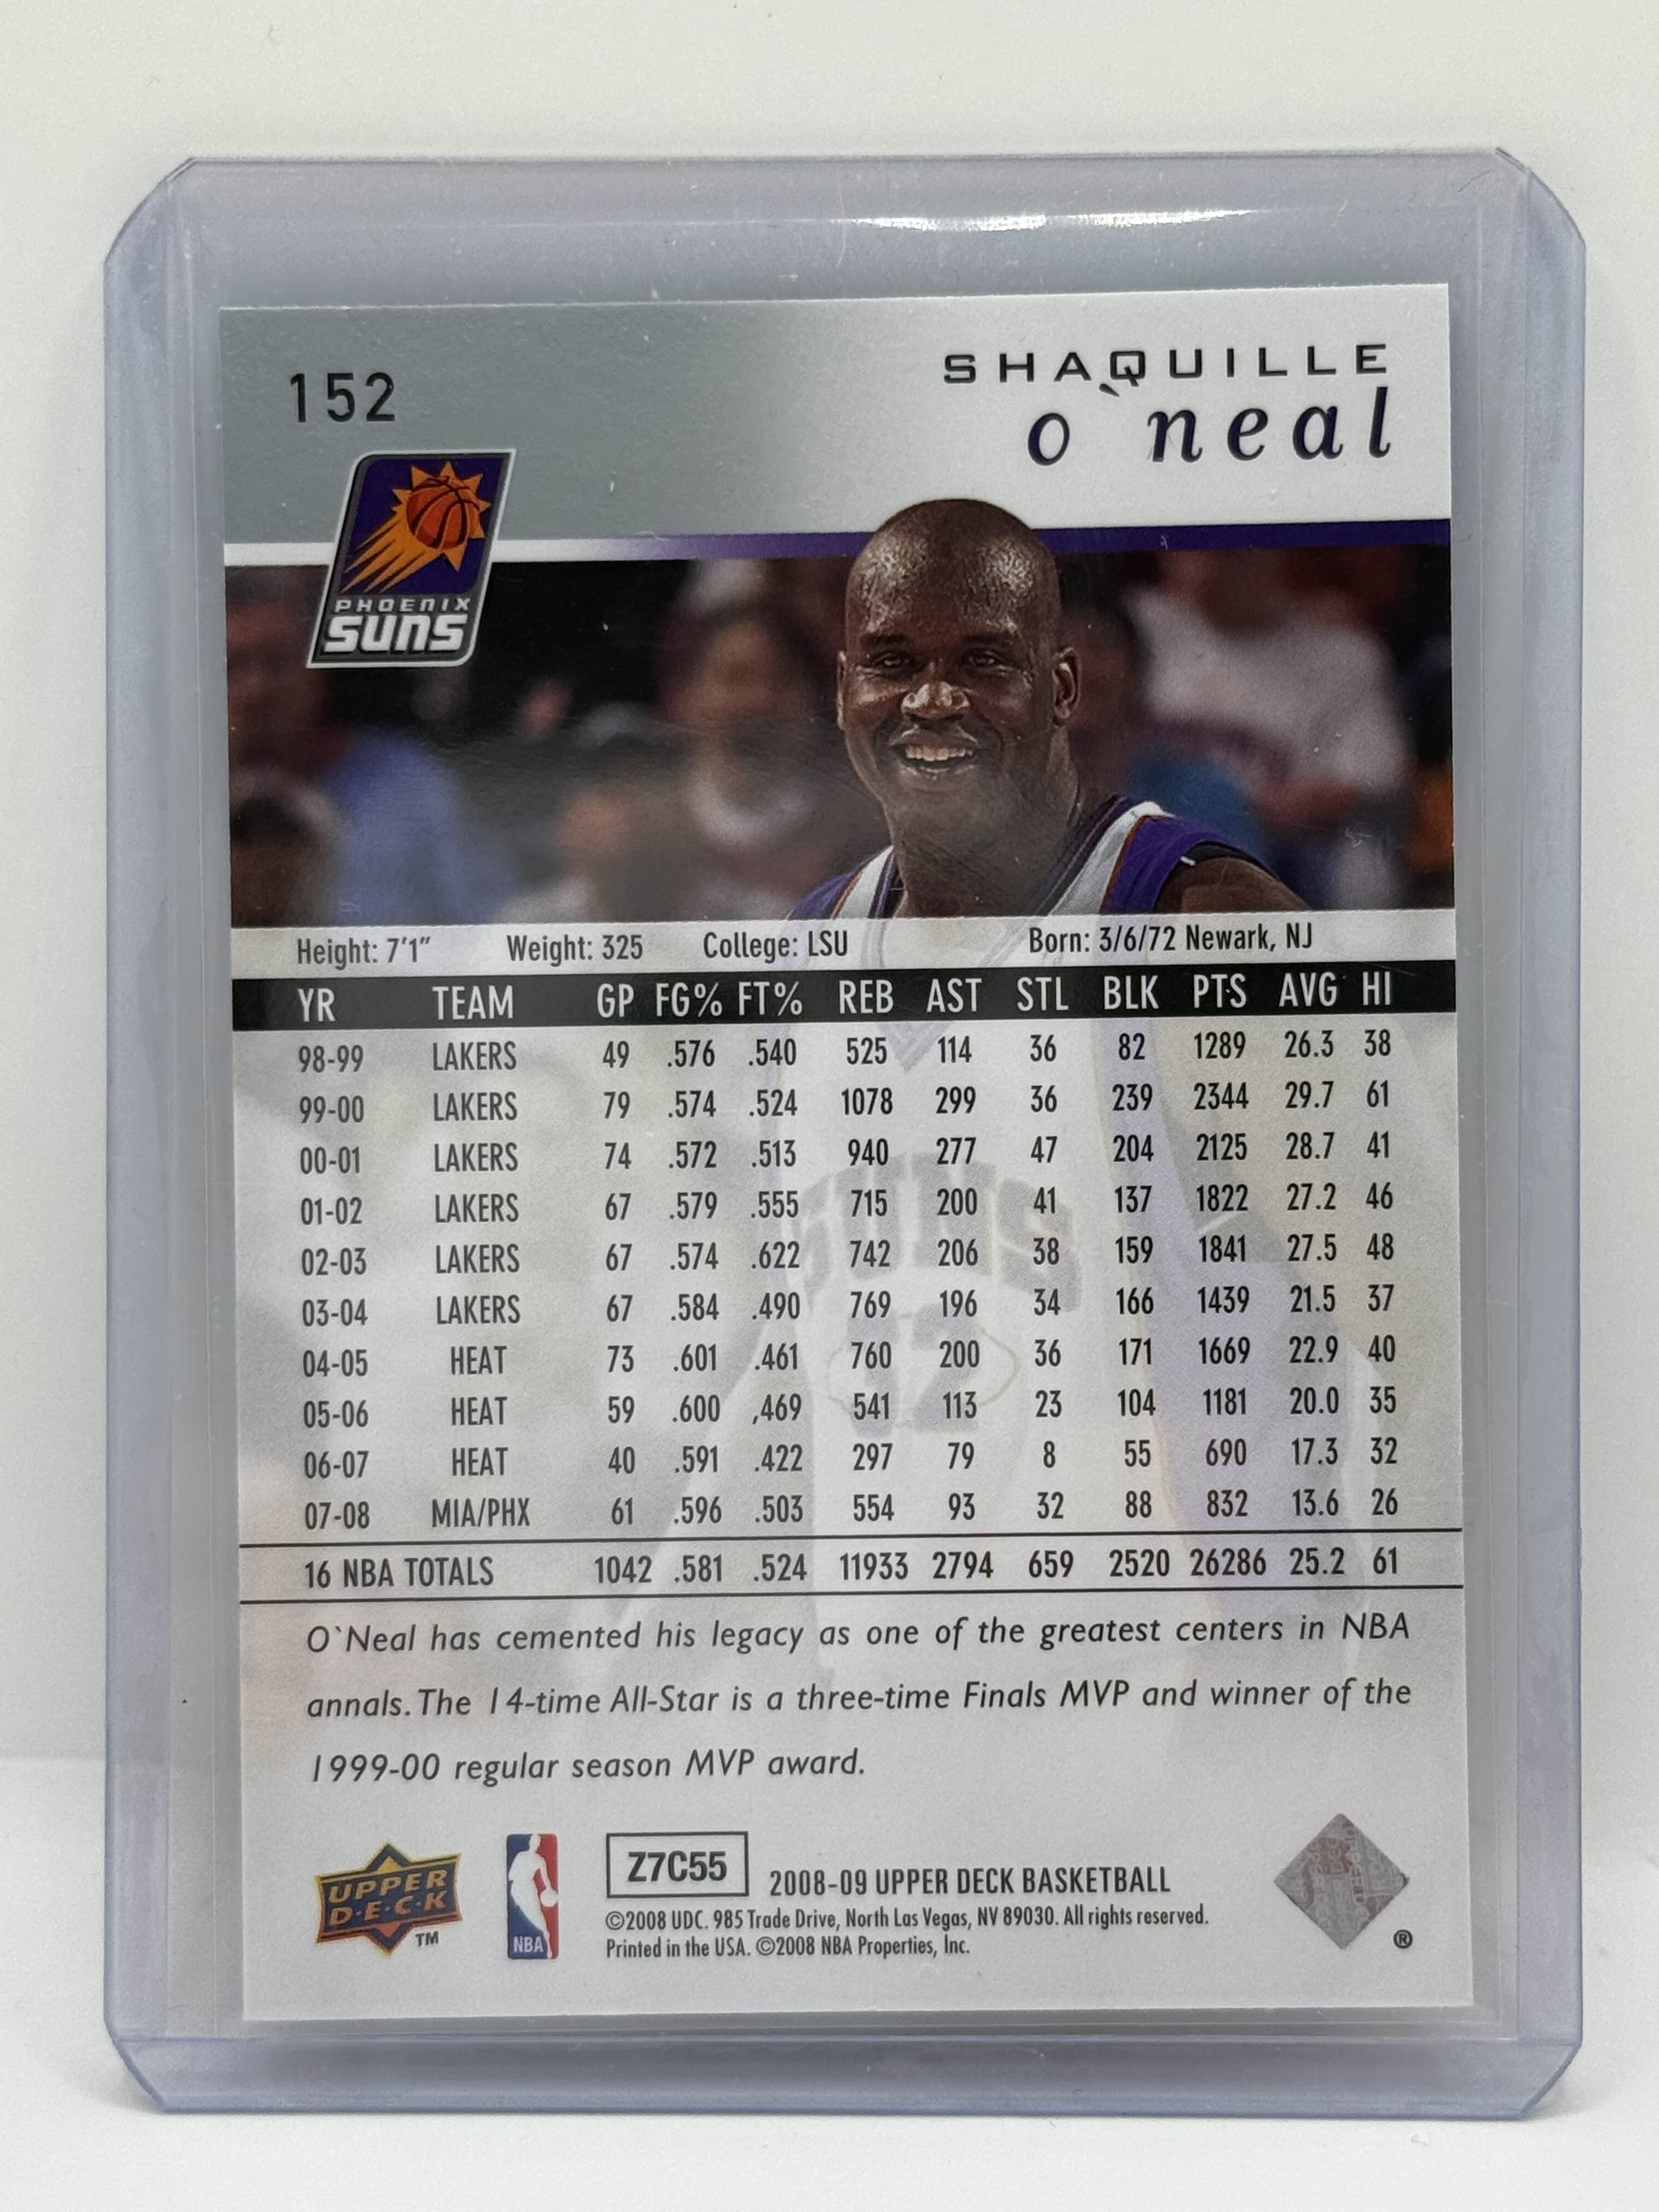 152
SHAQUILLE
o`neal
PHOENIX
SUNS
Height: 7'1" Weight: 325 College: LSU Born: 3/6/72 Newark, NJ
YR TEAM GP FG% FT% REB AST STL BLK PTS AVG HI
98-99 LAKERS 49 .576 .540 525 114 36 82 1289 26.3 38
99-00 LAKERS 79 .574 .524 1078 299 36 239 2344 29.7 61
00-01 LAKERS 74 .572 .513 940 277 47 204 2125 28.7 41
01-02 LAKERS 67 .579 .555 715 200 41 137 1822 27.2 46
02-03 LAKERS 67 .574 .622 742 206 38 159 1841 27.5 48
03-04 LAKERS 67 .584 .490 769 196 34 166 1439 21.5 37
04-05 HEAT 73 .601 .461 760 200 36 171 1669 22.9 40
05-06 HEAT 59 .600 ,469 541 113 23 104 1181 20.0 35
06-07 HEAT 40 .591 .422 297 79 8 55 690 17.3 32
07-08 MIA/PHX 61 .596 .503 554 93 32 88 832 13.6 26
16 NBA TOTALS 1042 .581 .524 11933 2794 659 2520 26286 25.2 61
O`Neal has cemented his legacy as one of the greatest centers in NBA
annals. The 14-time All-Star is a three-time Finals MVP and winner of the
1999-00 regular season MVP award.
UPPER
D·E·C·K
TM
NBA
Z7C55 2008-09 UPPER DECK BASKETBALL
©2008 UDC. 985 Trade Drive, North Las Vegas, NV 89030. All rights reserved.
Printed in the USA. ©2008 NBA Properties, Inc.
®